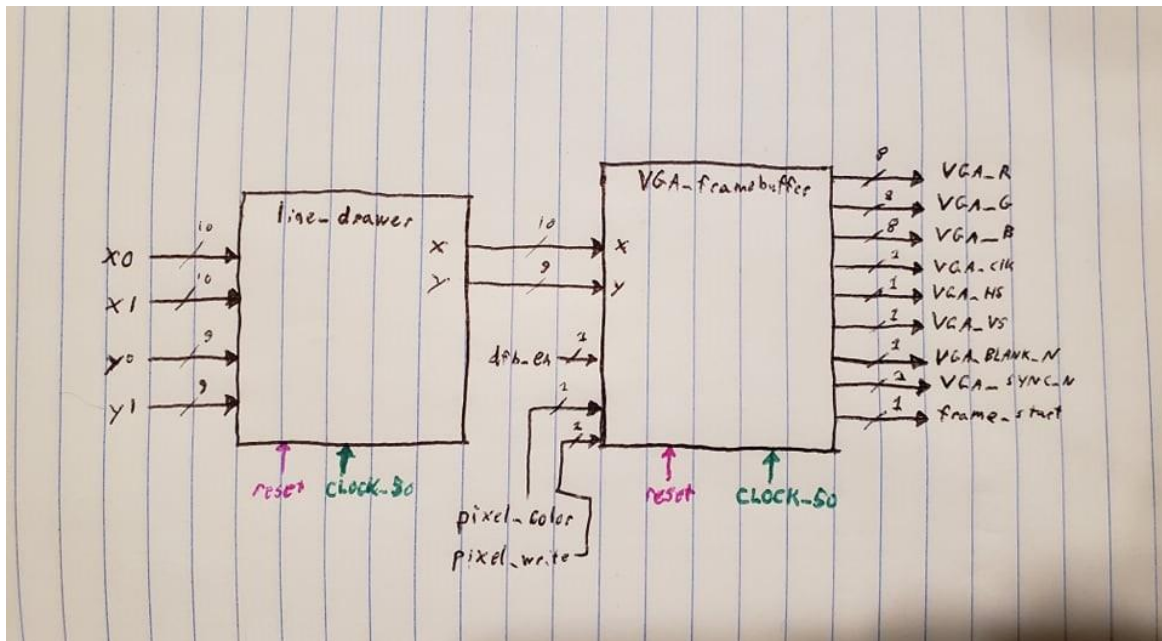 line_drawer
X0
10
X1
10
y0
9
y1
9
X
10
Y
9
reset
CLOCK_50
VGA_framebuffer
X
y
dfb_en
1
1
1
pixel_color
pixel_write
reset
CLOCK_50
8
VGA_R
8
VGA_G
8
VGA_B
1
VGA_clk
1
VGA_HS
1
VGA_VS
1
VGA_BLANK_N
1
VGA_SYNC_N
1
frame_start